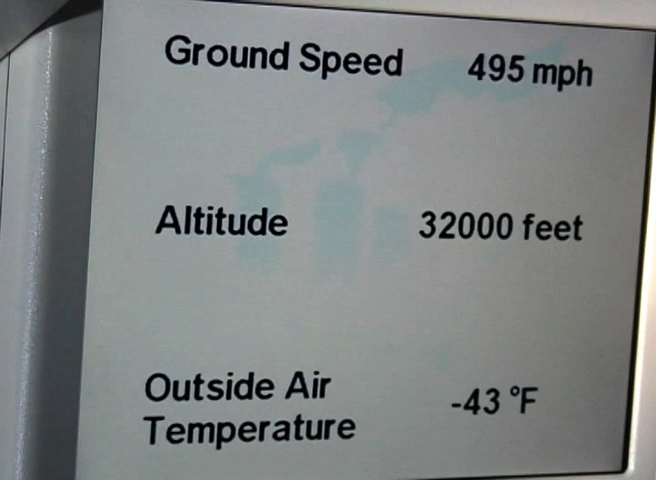 Ground Speed 495 mph
Altitude 32000 feet
Outside Air
Temperature -43 °F